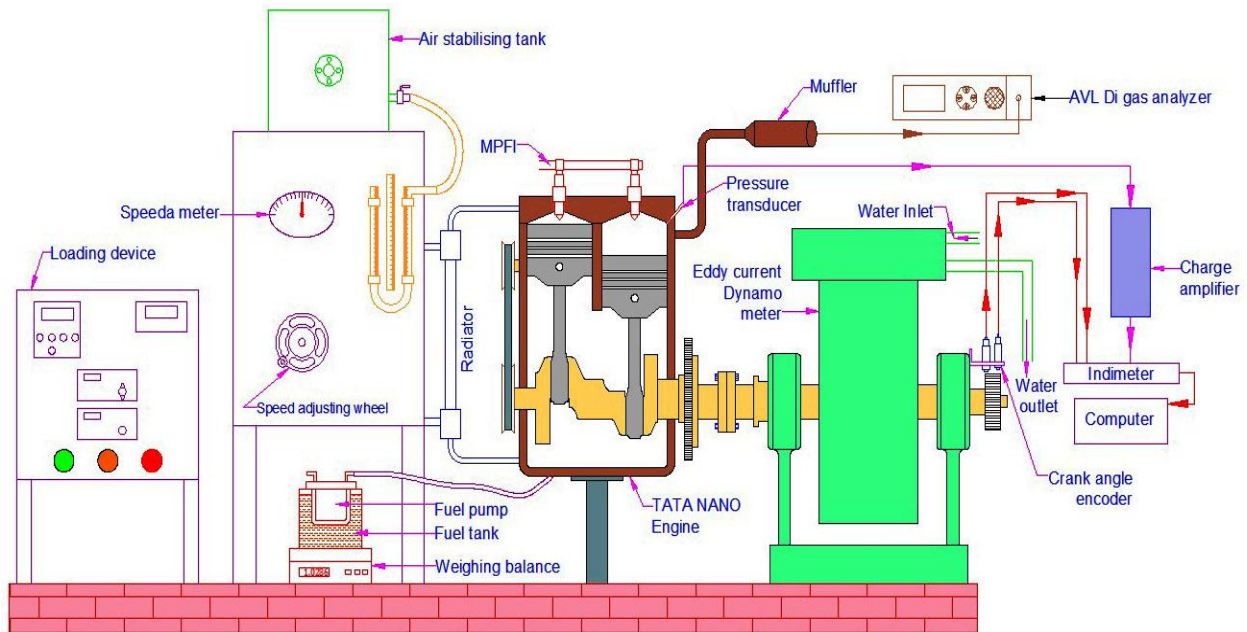 Air stabilising tank
Muffler
AVL Di gas analyzer
MPFI
Pressure
transducer
Speeda meter
Water Inlet
Loading device
Eddy current
Dynamo
meter
Charge
amplifier
Radiator
Speed adjusting wheel
Water
outlet
Indimeter
Computer
Crank angle
encoder
Fuel pump
TATA NANO
Engine
Fuel tank
Weighing balance